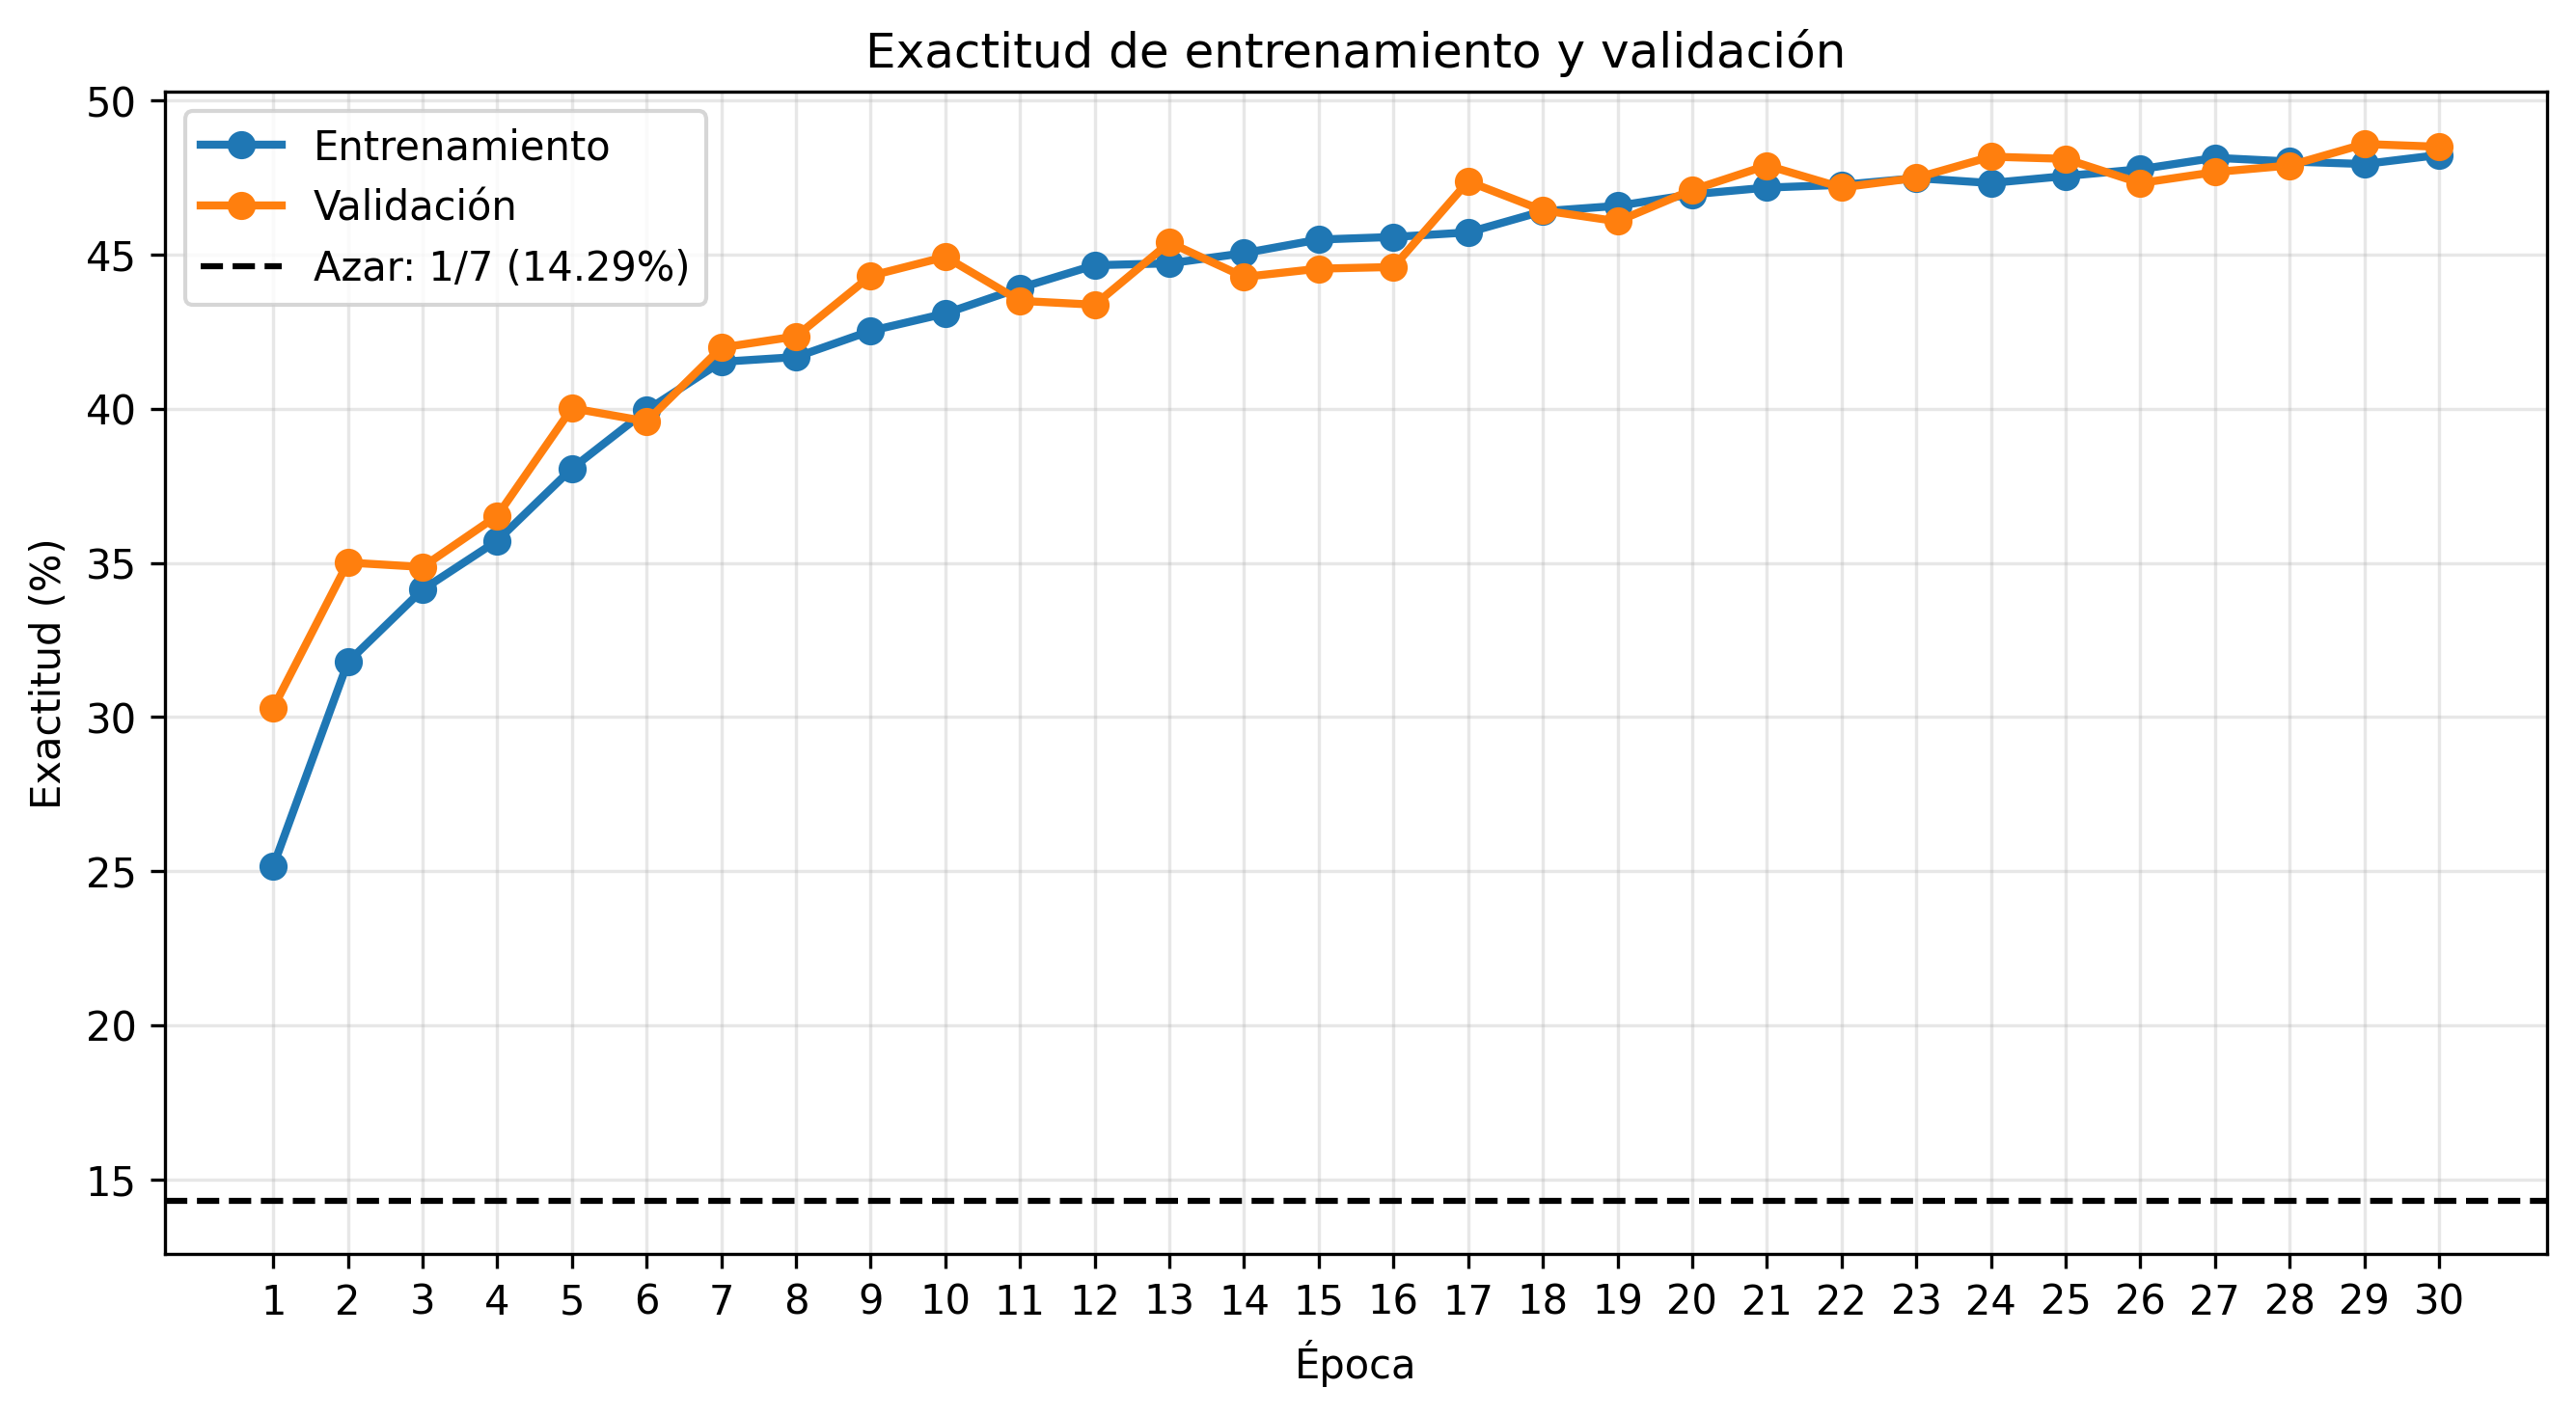 Exactitud de entrenamiento y validación
50
45
40
35
30
25
20
15
Exactitud (%)
Entrenamiento
Validación
Azar: 1/7 (14.29%)
1 2 3 4 5 6 7 8 9 10 11 12 13 14 15 16 17 18 19 20 21 22 23 24 25 26 27 28 29 30
Época